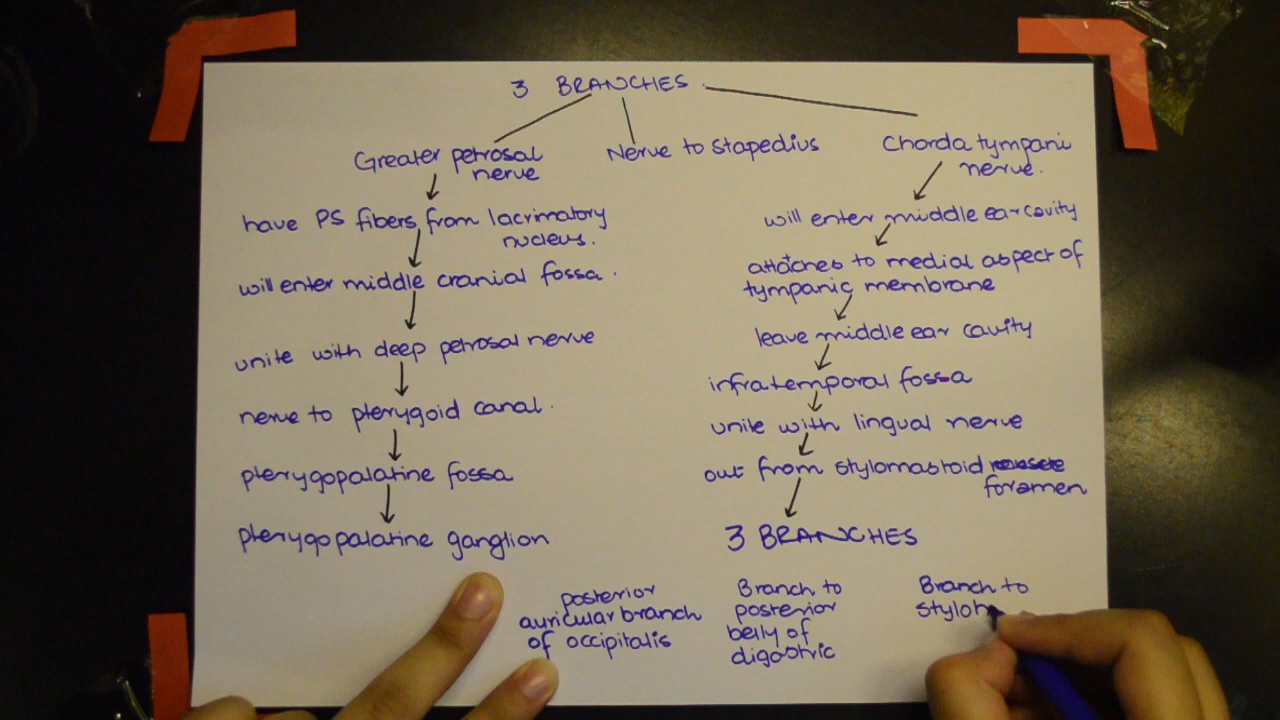 3 BRANCHES
Greater petrosal
nerve
have PS fibers from lacrimatory
nucleus.
will enter middle cranial fossa.
unite with deep petrosal nerve
nerve to pterygoid canal.
pterygopalatine fossa
pterygopalatine ganglion
Nerve to stapedius
Chorda tympani
nerve.
will enter middle ear cavity
attatches to medial aspect of
tympanic membrane
leave middle ear cavity
infratemporal fossa
unite with lingual nerve
out from stylomastoid
foramen
3 BRANCHES
posterior
auricular branch
of occipitalis
Branch to
posterior
belly of
digastric
Branch to
styloh